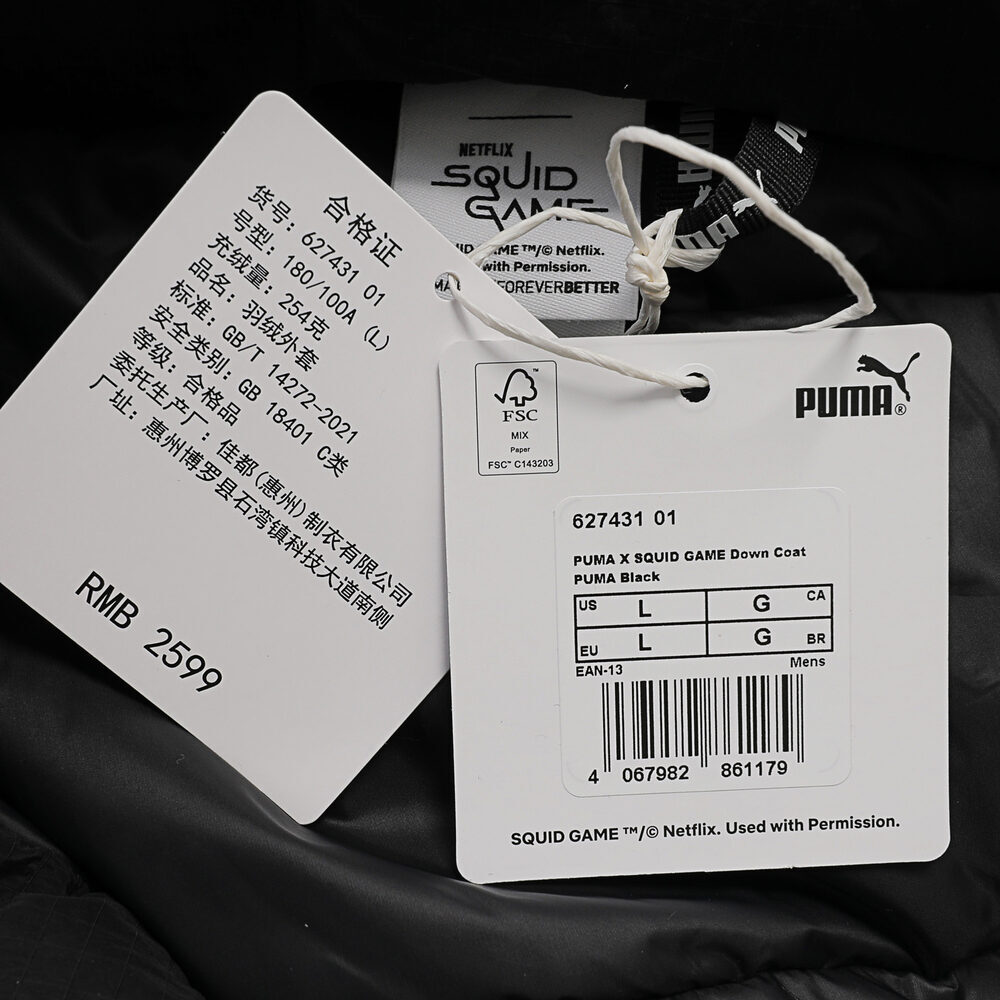 合格证
货号: 627431 01
号型: 180/100A (L)
充绒量: 254克
品名: 羽绒外套
标准: GB/T 14272-2021
安全类别: GB 18401 C类
等级: 合格品
委托生产厂: 佳都(惠州)制衣有限公司
厂址: 惠州博罗县石湾镇科技大道南侧
RMB 2599
NETFLIX
SQUID
GAME
GAME ™/© Netflix.
with Permission.
FOREVERBETTER
PUMA
FSC
MIX
Paper
FSC™ C143203
PUMA®
627431 01
PUMA X SQUID GAME Down Coat
PUMA Black
US L G CA
EU L G BR
EAN-13 Mens
4 067982 861179
SQUID GAME ™/© Netflix. Used with Permission.